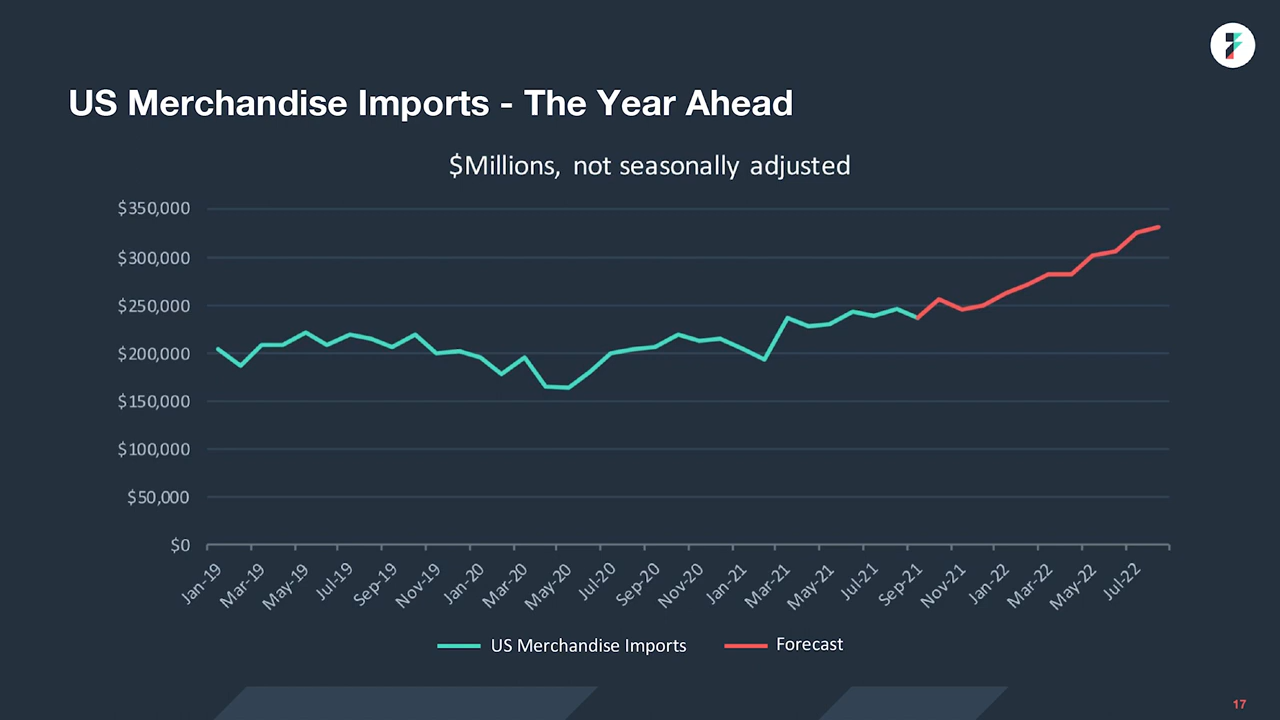 US Merchandise Imports - The Year Ahead
$Millions, not seasonally adjusted
$350,000
$300,000
$250,000
$200,000
$150,000
$100,000
$50,000
$0
Jan-19 Mar-19 May-19 Jul-19 Sep-19 Nov-19 Jan-20 Mar-20 May-20 Jul-20 Sep-20 Nov-20 Jan-21 Mar-21 May-21 Jul-21 Sep-21 Nov-21 Jan-22 Mar-22 May-22 Jul-22
US Merchandise Imports Forecast
17